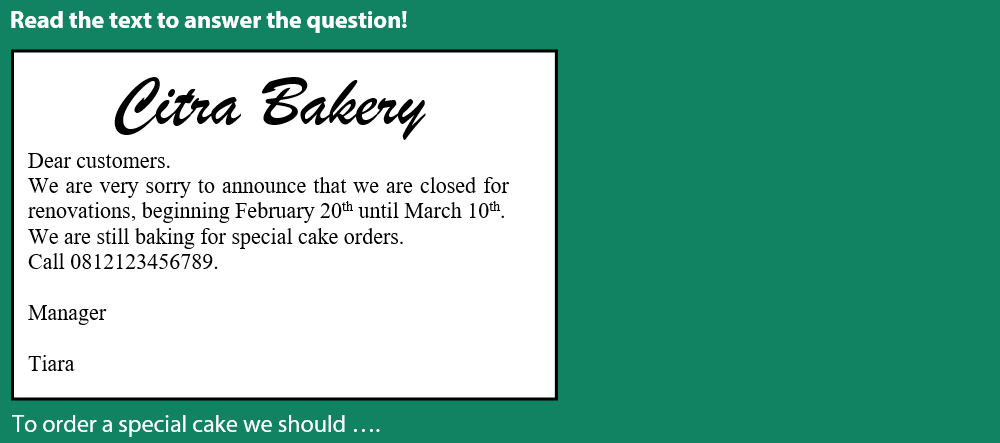 Read the text to answer the question!
Citra Bakery
Dear customers.
We are very sorry to announce that we are closed for
renovations, beginning February 20th until March 10th.
We are still baking for special cake orders.
Call 0812123456789.
Manager
Tiara
To order a special cake we should ….